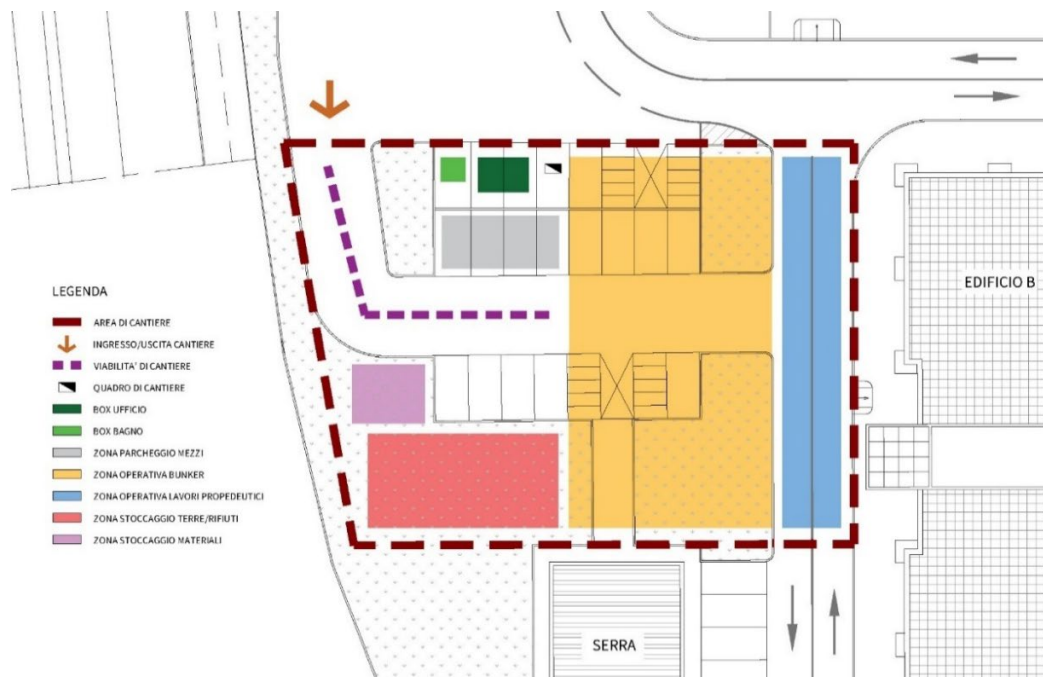 EDIFICIO B
LEGENDA
AREA DI CANTIERE
INGRESSO/USCITA CANTIERE
VIABILITA' DI CANTIERE
QUADRO DI CANTIERE
BOX UFFICIO
BOX BAGNO
ZONA PARCHEGGIO MEZZI
ZONA OPERATIVA BUNKER
ZONA OPERATIVA LAVORI PROPEDEUTICI
ZONA STOCCAGGIO TERRE/RIFIUTI
ZONA STOCCAGGIO MATERIALI
SERRA